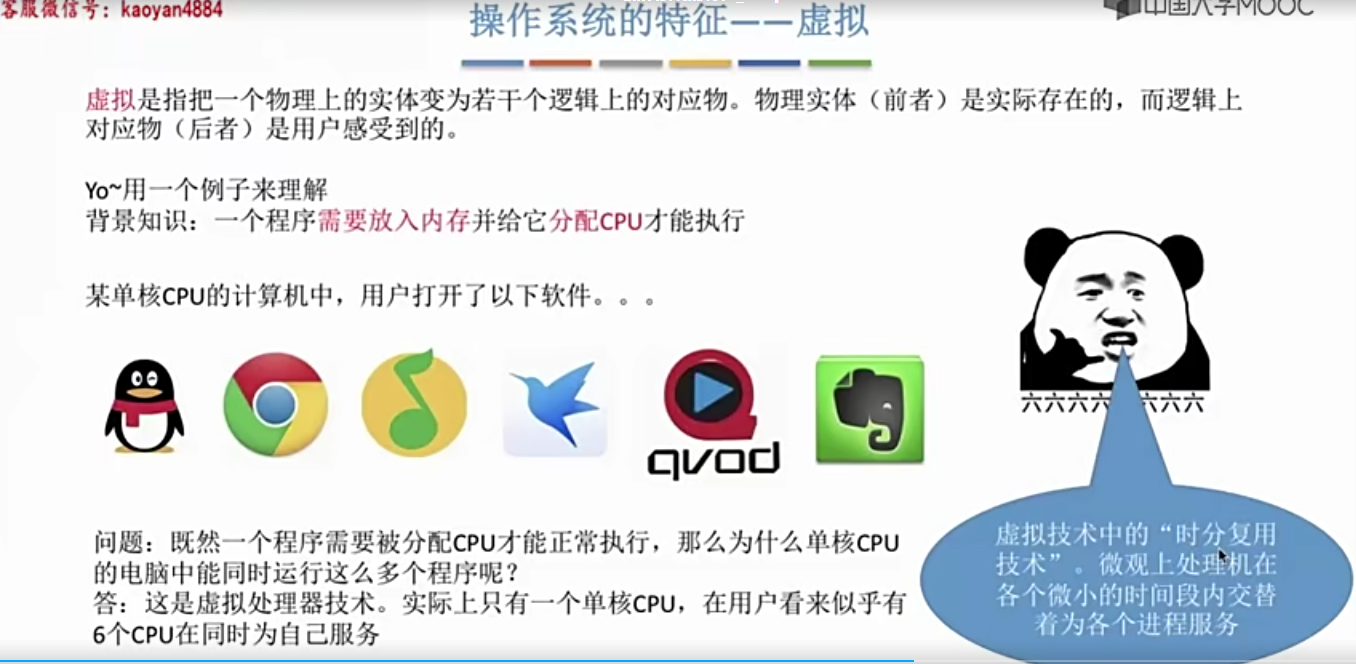 客服微信号：kaoyan4884
中国大学MOOC
操作系统的特征——虚拟
虚拟是指把一个物理上的实体变为若干个逻辑上的对应物。物理实体（前者）是实际存在的，而逻辑上
对应物（后者）是用户感受到的。
Yo~用一个例子来理解
背景知识：一个程序需要放入内存并给它分配CPU才能执行
某单核CPU的计算机中，用户打开了以下软件。。。
qvod
六六六六
六六六
问题：既然一个程序需要被分配CPU才能正常执行，那么为什么单核CPU
的电脑中能同时运行这么多个程序呢？
答：这是虚拟处理器技术。实际上只有一个单核CPU，在用户看来似乎有
6个CPU在同时为自己服务
虚拟技术中的“时分复用
技术”。微观上处理机在
各个微小的时间段内交替
着为各个进程服务